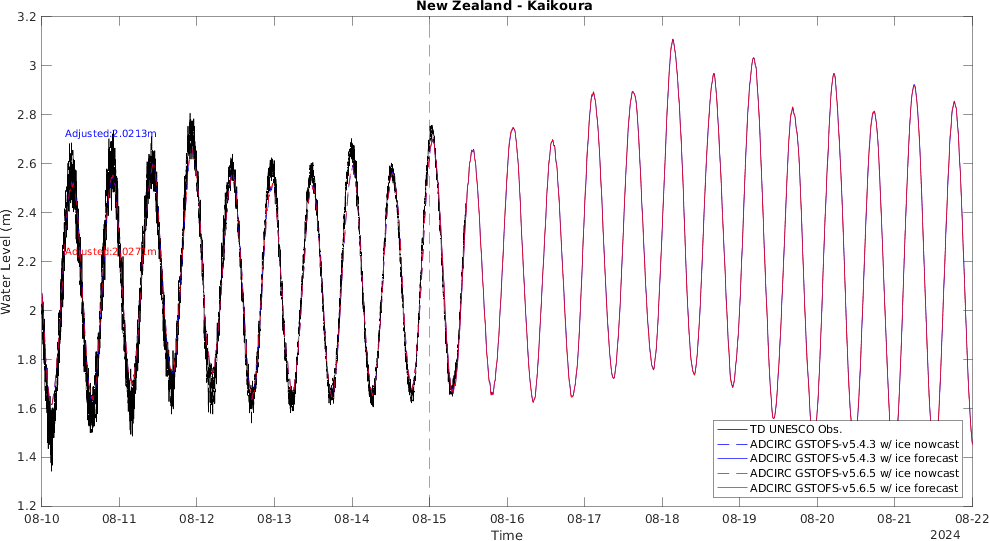 New Zealand - Kaikoura
3.2
3
2.8
2.6
2.4
2.2
2
1.8
1.6
1.4
1.2
Water Level (m)
Adjusted:2.0213m
Adjusted:2.0271m
TD UNESCO Obs.
ADCIRC GSTOFS-v5.4.3 w/ ice nowcast
ADCIRC GSTOFS-v5.4.3 w/ ice forecast
ADCIRC GSTOFS-v5.6.5 w/ ice nowcast
ADCIRC GSTOFS-v5.6.5 w/ ice forecast
08-10 08-11 08-12 08-13 08-14 08-15 08-16 08-17 08-18 08-19 08-20 08-21 08-22
Time
2024